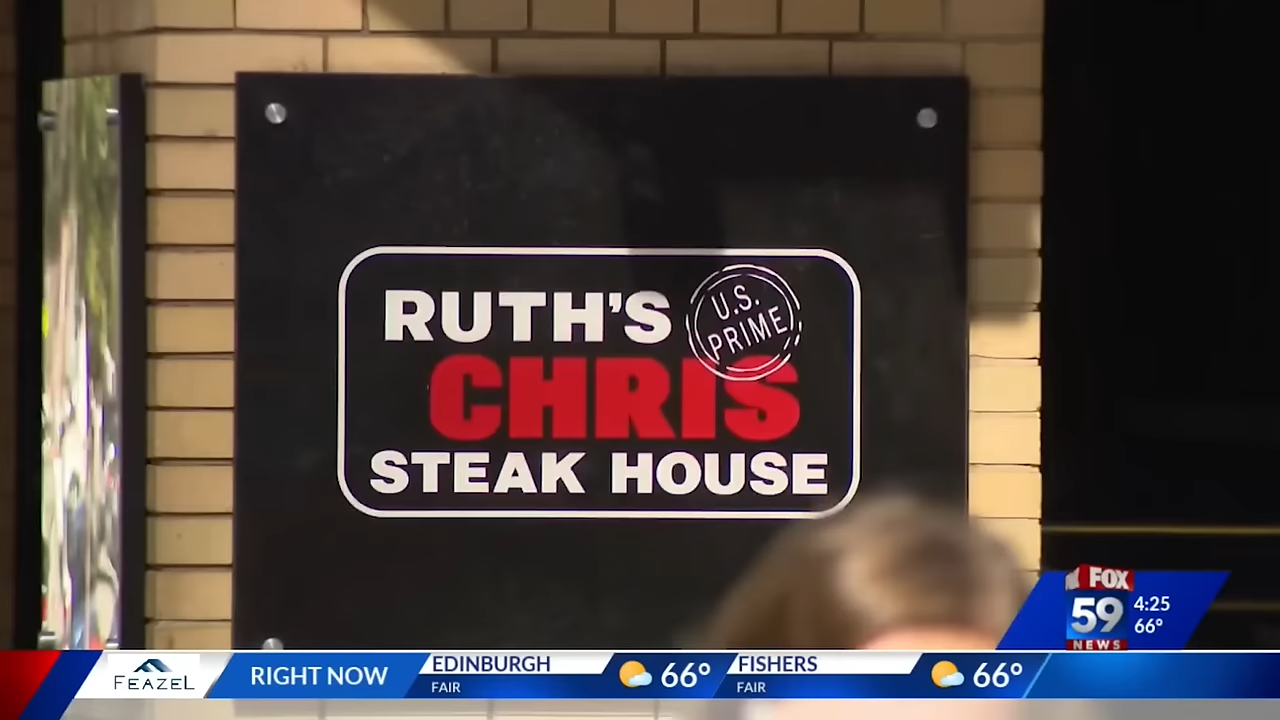 RUTH'S
U.S.
PRIME
CHRIS
STEAK HOUSE
FOX
59
NEWS
4:25
66°
FEAZEL
RIGHT NOW
EDINBURGH
FAIR
66°
FISHERS
FAIR
66°